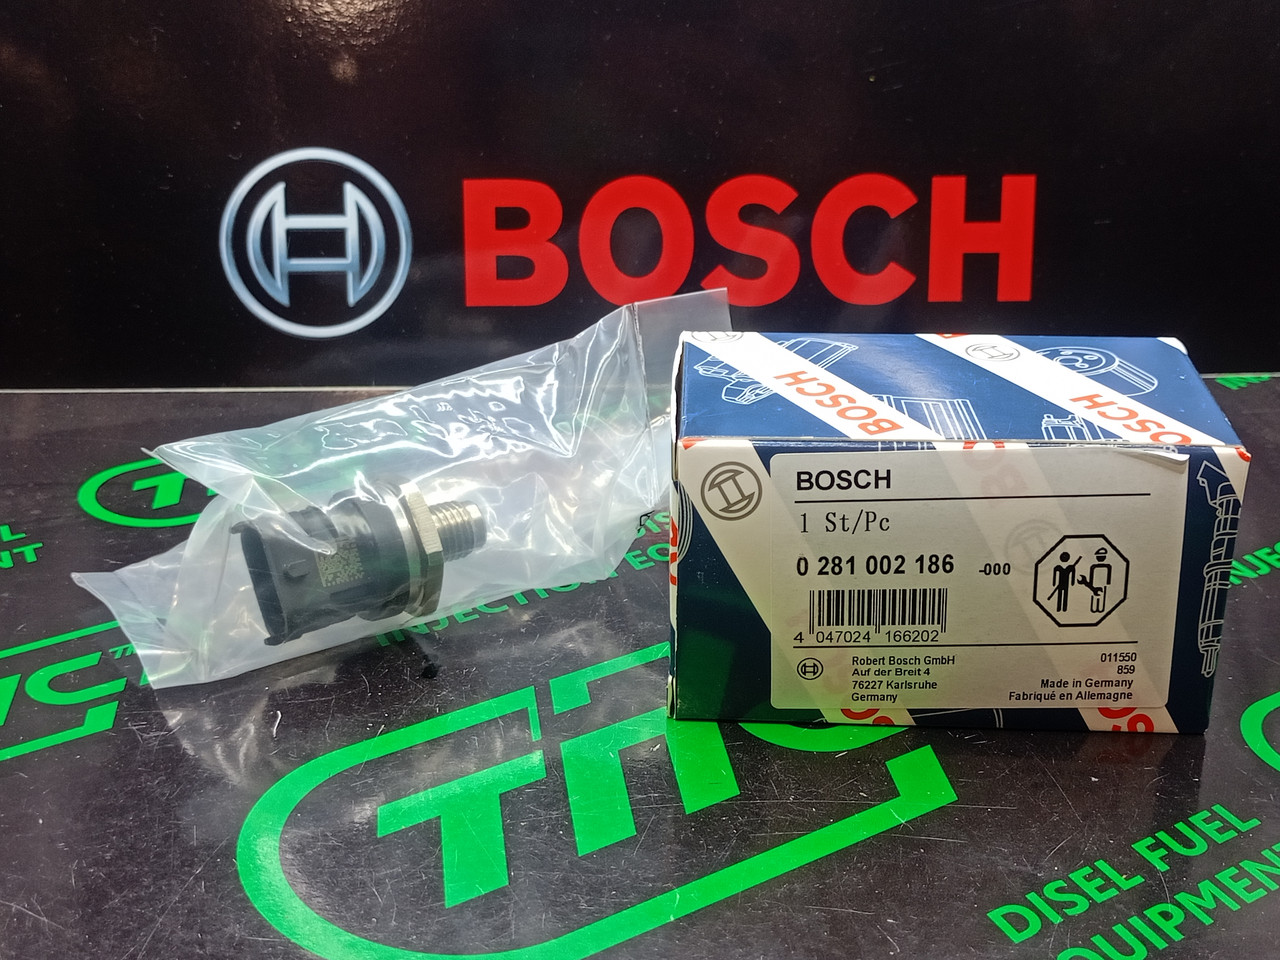 BOSCH
BOSCH
BOSCH
BOSCH
BOSCH
1 St/Pc
0 281 002 186 -000
4 047024 166202
Robert Bosch GmbH
Auf der Breit 4
76227 Karlsruhe
Germany
011550
859
Made in Germany
Fabriqué en Allemagne
INJECTION
DISEL FUEL